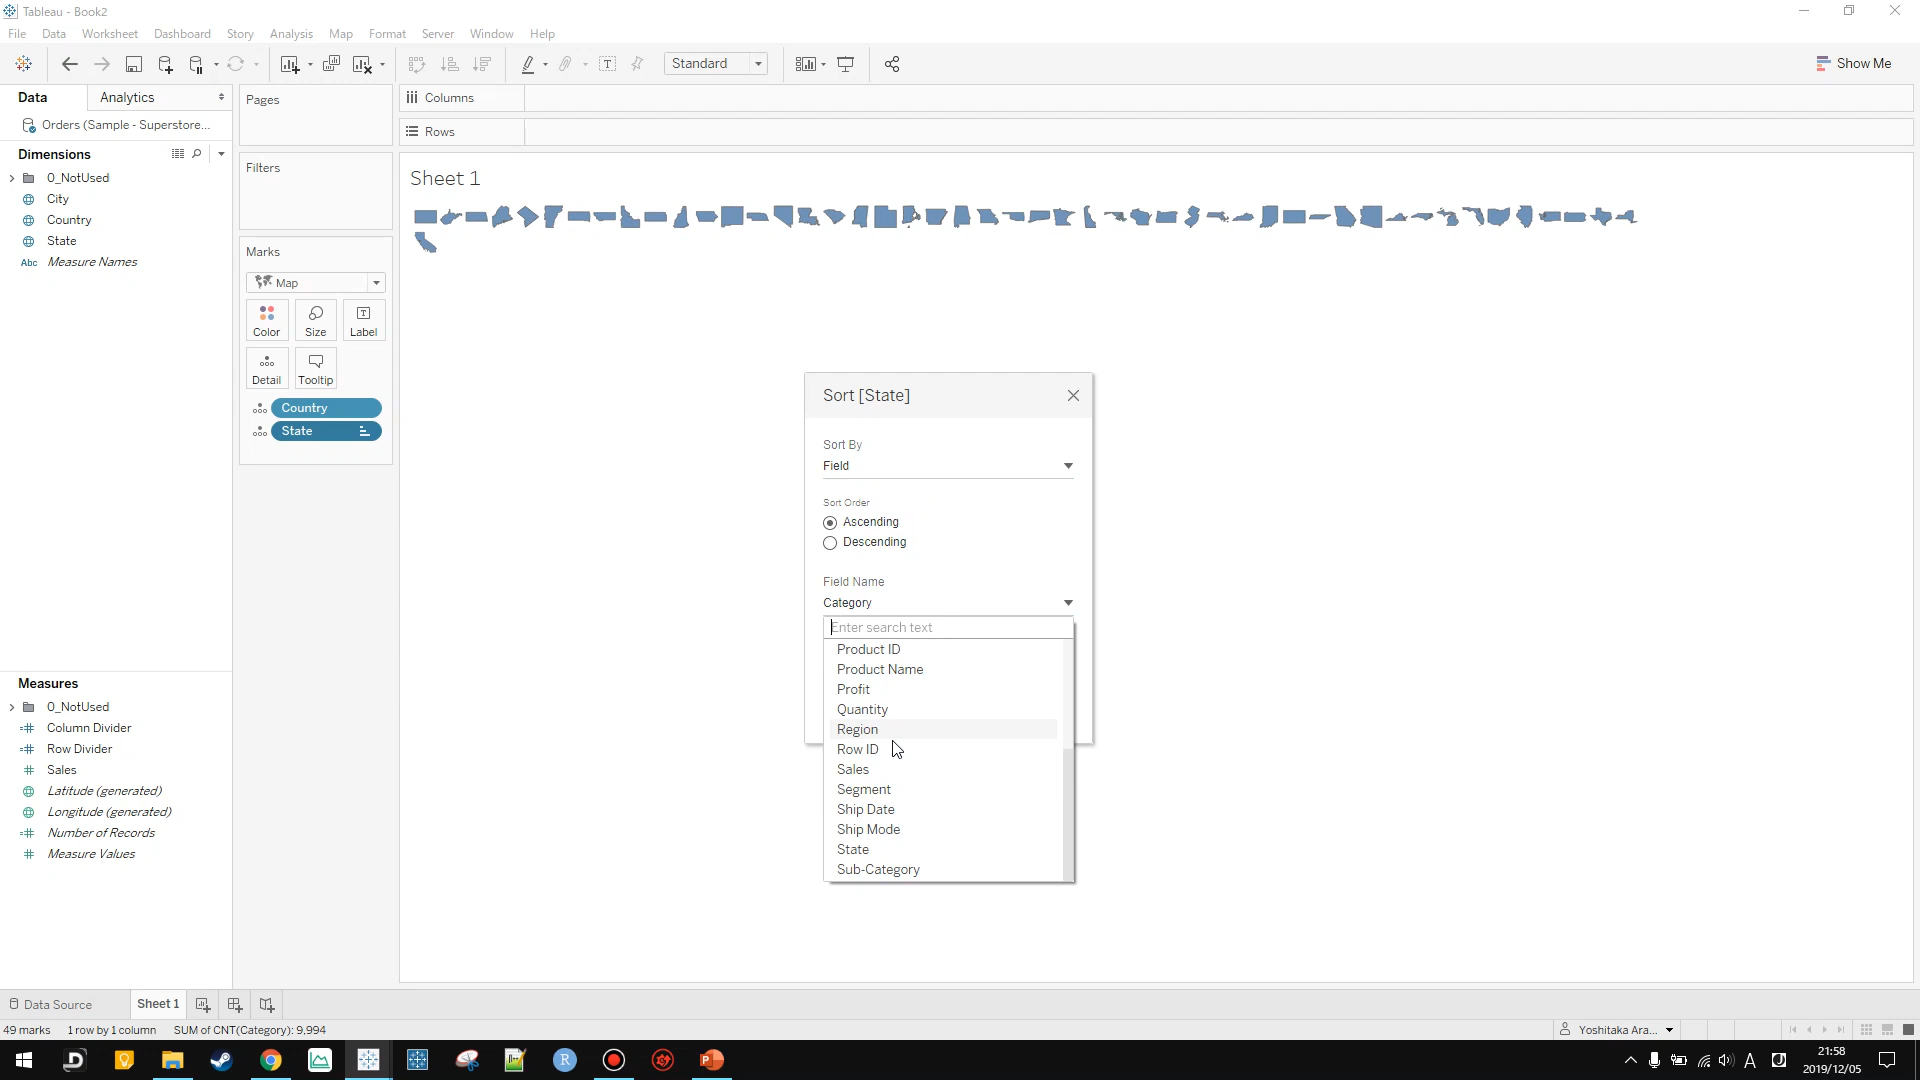 Tableau - Book2
File Data Worksheet Dashboard Story Analysis Map Format Server Window Help
Standard
Show Me
Data Analytics
Orders (Sample - Superstore...
Dimensions
0_NotUsed
City
Country
State
Abc Measure Names
Measures
0_NotUsed
Column Divider
Row Divider
Sales
Latitude (generated)
Longitude (generated)
Number of Records
Measure Values
Pages
Filters
Marks
Map
Color Size Label
Detail Tooltip
Country
State
Columns
Rows
Sheet 1
Sort [State]
Sort By
Field
Sort Order
Ascending
Descending
Field Name
Category
Enter search text
Product ID
Product Name
Profit
Quantity
Region
Row ID
Sales
Segment
Ship Date
Ship Mode
State
Sub-Category
Data Source Sheet 1
49 marks 1 row by 1 column SUM of CNT(Category): 9,994
Yoshitaka Ara...
A
21:58
2019/12/05